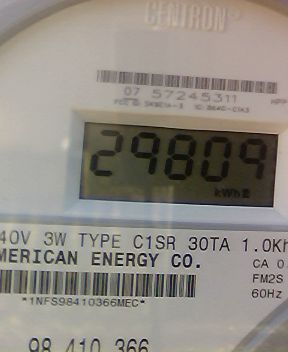 CENTRON®
07 57245311
29809
kWh
40V 3W TYPE C1SR 30TA 1.0Kh
MERICAN ENERGY CO.
CA 0.
FM2S
*1NFS98410366MEC*
60Hz
98 410 366